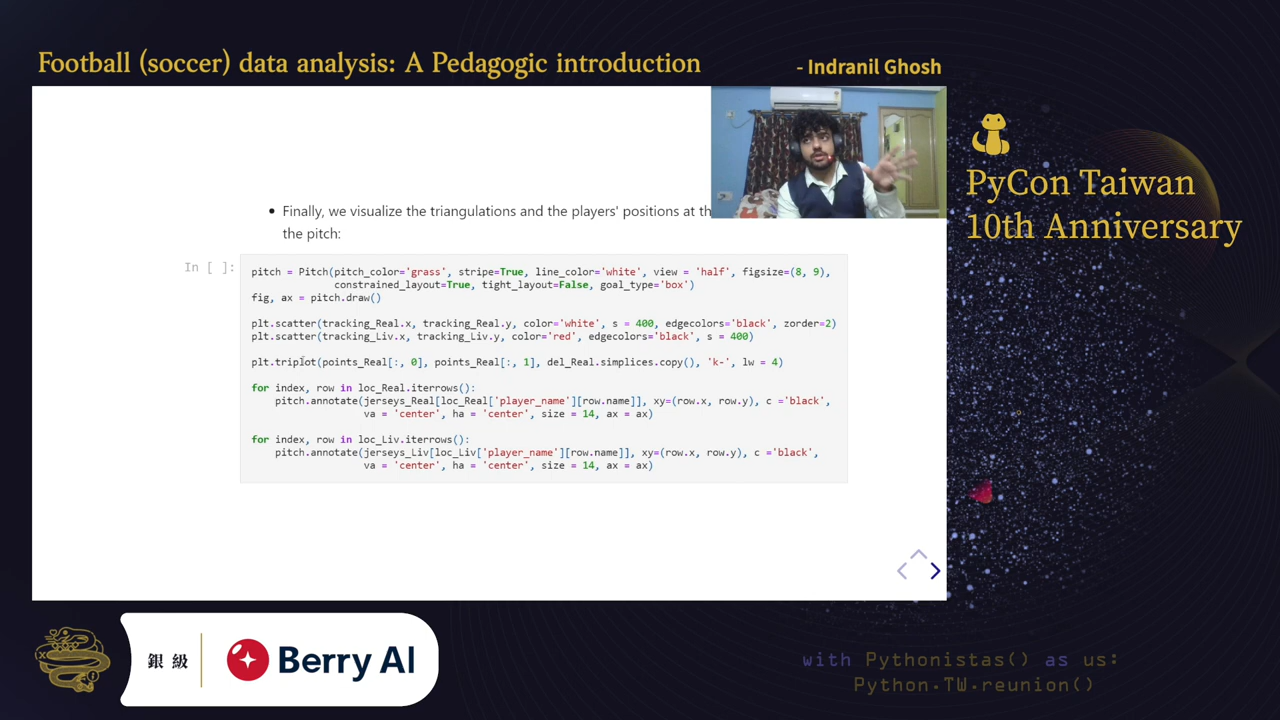 Football (soccer) data analysis: A Pedagogic introduction
- Indranil Ghosh
PyCon Taiwan
10th Anniversary
• Finally, we visualize the triangulations and the players' positions at th
the pitch:
In [ ]:
pitch = Pitch(pitch_color='grass', stripe=True, line_color='white', view = 'half', figsize=(8, 9),
constrained_layout=True, tight_layout=False, goal_type='box')
fig, ax = pitch.draw()
plt.scatter(tracking_Real.x, tracking_Real.y, color='white', s = 400, edgecolors='black', zorder=2)
plt.scatter(tracking_Liv.x, tracking_Liv.y, color='red', edgecolors='black', s = 400)
plt.triplot(points_Real[:, 0], points_Real[:, 1], del_Real.simplices.copy(), 'k-', lw = 4)
for index, row in loc_Real.iterrows():
pitch.annotate(jerseys_Real[loc_Real['player_name'][row.name]], xy=(row.x, row.y), c ='black',
va = 'center', ha = 'center', size = 14, ax = ax)
for index, row in loc_Liv.iterrows():
pitch.annotate(jerseys_Liv[loc_Liv['player_name'][row.name]], xy=(row.x, row.y), c ='black',
va = 'center', ha = 'center', size = 14, ax = ax)
銀級
Berry AI
with Pythonistas() as us:
Python.TW.reunion()